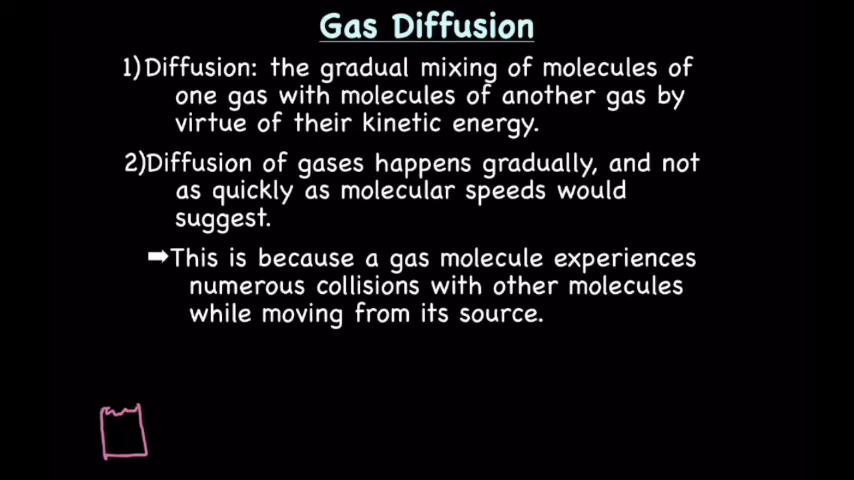 Gas Diffusion
1)Diffusion: the gradual mixing of molecules of
one gas with molecules of another gas by
virtue of their kinetic energy.
2)Diffusion of gases happens gradually, and not
as quickly as molecular speeds would
suggest.
➡This is because a gas molecule experiences
numerous collisions with other molecules
while moving from its source.